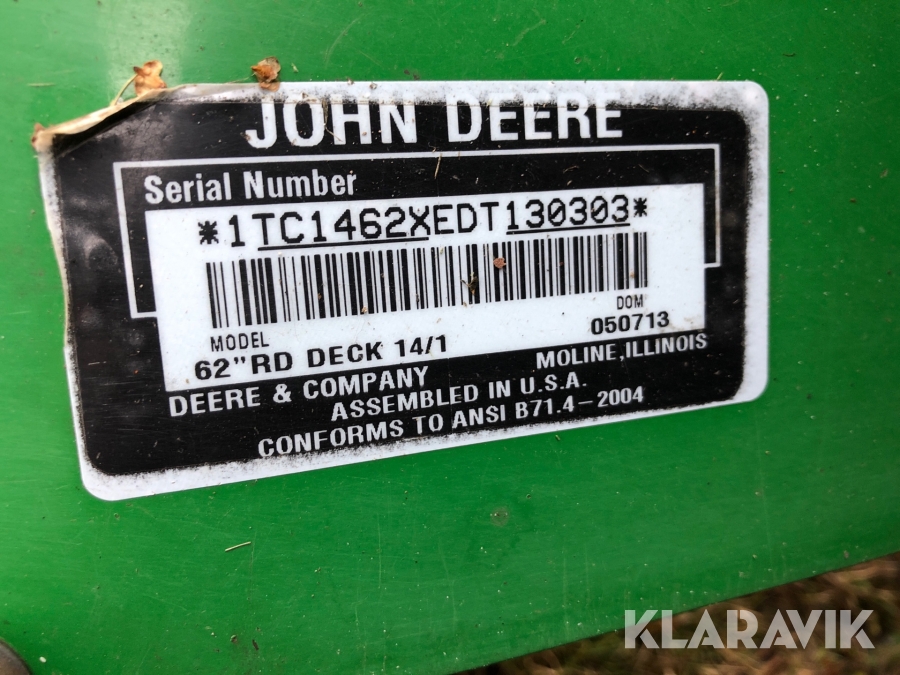 JOHN DEERE
Serial Number
*1TC1462XEDT130303*
MODEL
DOM
62"RD DECK 14/1
050713
DEERE & COMPANY
MOLINE, ILLINOIS
ASSEMBLED IN U.S.A.
CONFORMS TO ANSI B71.4-2004
KLARAVIK